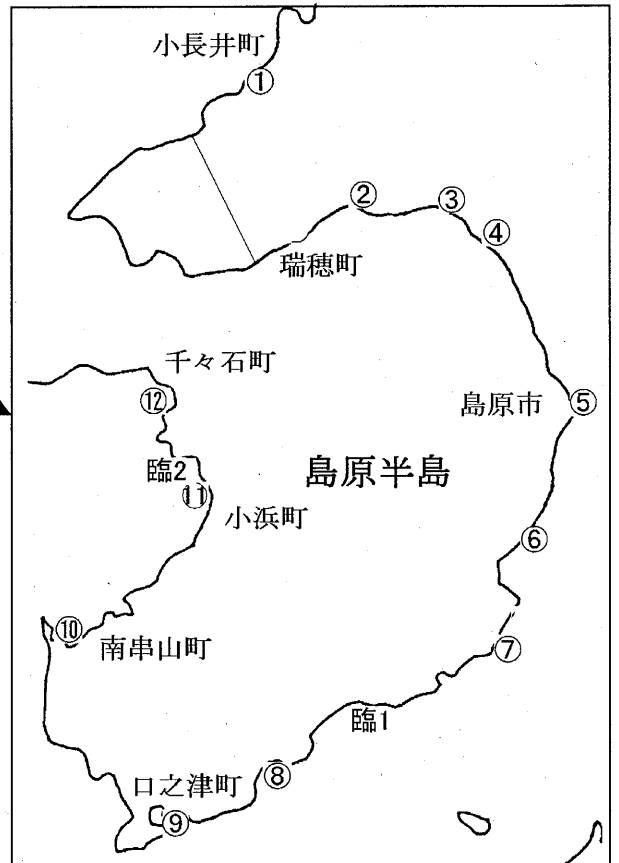 小長井町
①
②
③
④
瑞穂町
千々石町
⑫
島原市
⑤
臨2
島原半島
⑪
小浜町
⑥
⑩
南串山町
⑦
臨1
⑧
口之津町
⑨